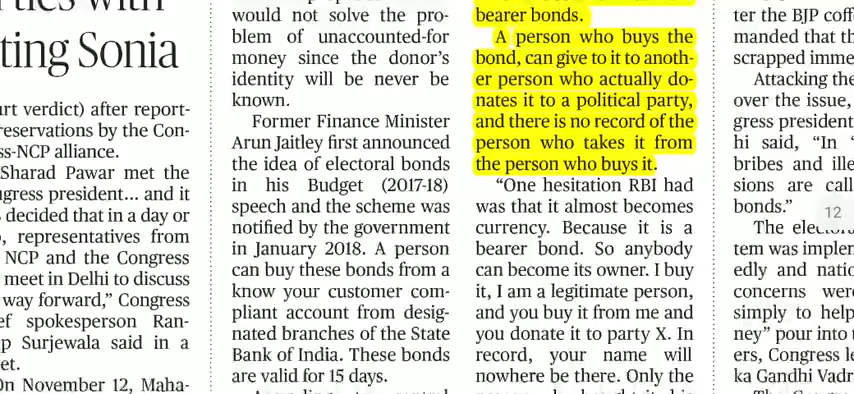 ting Sonia
urt verdict) after report-
reservations by the Con-
ss-NCP alliance.
Sharad Pawar met the
ngress president... and it
decided that in a day or
, representatives from
NCP and the Congress
meet in Delhi to discuss
way forward,” Congress
ef spokesperson Ran-
p Surjewala said in a
et.
On November 12, Maha-
would not solve the pro-
blem of unaccounted-for
money since the donor’s
identity will be never be
known.
Former Finance Minister
Arun Jaitley first announced
the idea of electoral bonds
in his Budget (2017-18)
speech and the scheme was
notified by the government
in January 2018. A person
can buy these bonds from a
know your customer com-
pliant account from desig-
nated branches of the State
Bank of India. These bonds
are valid for 15 days.
bearer bonds.
A person who buys the
bond, can give to it to anoth-
er person who actually do-
nates it to a political party,
and there is no record of the
person who takes it from
the person who buys it.
“One hesitation RBI had
was that it almost becomes
currency. Because it is a
bearer bond. So anybody
can become its owner. I buy
it, I am a legitimate person,
and you buy it from me and
you donate it to party X. In
record, your name will
nowhere be there. Only the
ter the BJP coff
manded that th
scrapped imme
Attacking the
over the issue,
gress president
hi said, “In ‘
bribes and ille
sions are call
bonds.”
12
The elec
tem was implen
edly and natio
concerns were
simply to help
ney” pour into t
ers, Congress le
ka Gandhi Vadr